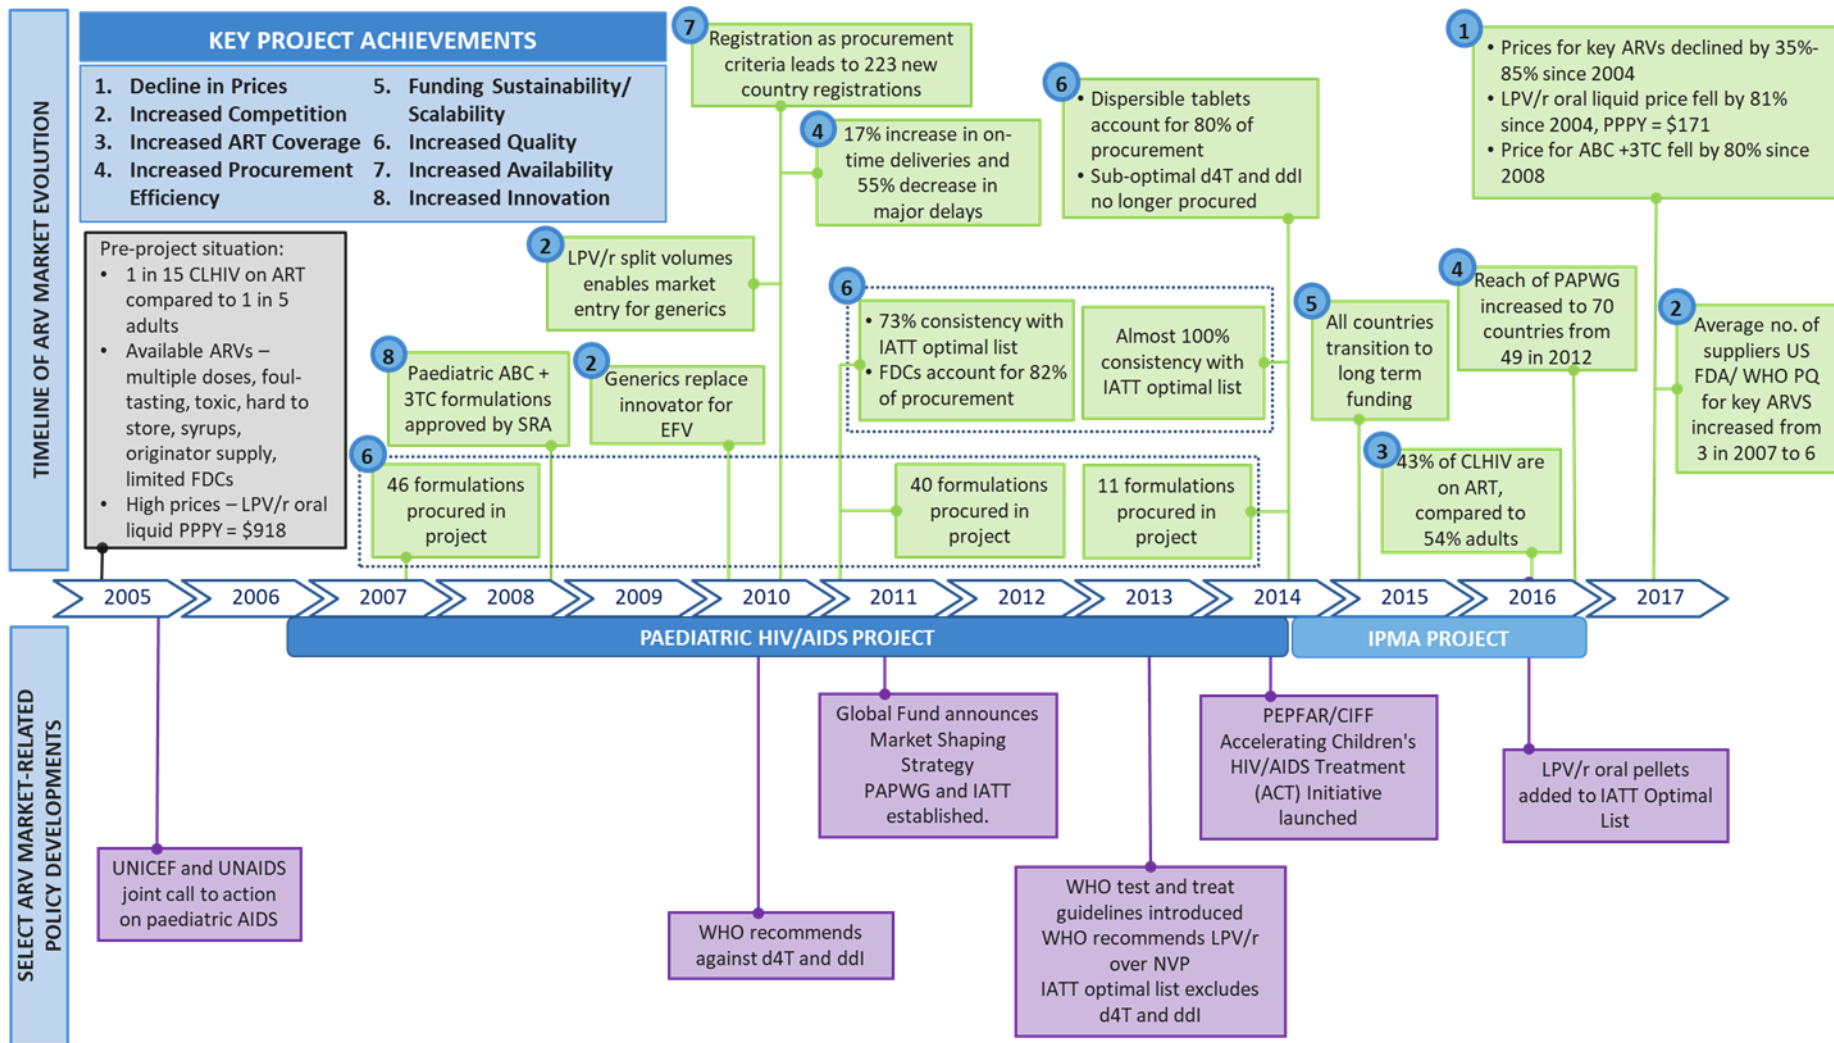 TIMELINE OF ARV MARKET EVOLUTION
KEY PROJECT ACHIEVEMENTS
1. Decline in Prices
2. Increased Competition
3. Increased ART Coverage
4. Increased Procurement
Efficiency
5. Funding Sustainability/
Scalability
6. Increased Quality
7. Increased Availability
8. Increased Innovation
Pre-project situation:
• 1 in 15 CLHIV on ART
compared to 1 in 5
adults
• Available ARVs –
multiple doses, foul-
tasting, toxic, hard to
store, syrups,
originator supply,
limited FDCs
• High prices – LPV/r oral
liquid PPPY = $918
7
Registration as procurement
criteria leads to 223 new
country registrations
4
17% increase in on-
time deliveries and
55% decrease in
major delays
2
LPV/r split volumes
enables market
entry for generics
8
Paediatric ABC +
3TC formulations
approved by SRA
2
Generics replace
innovator for
EFV
6
46 formulations
procured in
project
40 formulations
procured in
project
11 formulations
procured in
project
6
• 73% consistency with
IATT optimal list
• FDCs account for 82%
of procurement
Almost 100%
consistency with
IATT optimal list
6
• Dispersible tablets
account for 80% of
procurement
• Sub-optimal d4T and ddI
no longer procured
5
All countries
transition to
long term
funding
3
43% of CLHIV are
on ART,
compared to
54% adults
4
Reach of PAPWG
increased to 70
countries from
49 in 2012
1
• Prices for key ARVs declined by 35%-
85% since 2004
• LPV/r oral liquid price fell by 81%
since 2004, PPPY = $171
• Price for ABC +3TC fell by 80% since
2008
2
Average no. of
suppliers US
FDA/ WHO PQ
for key ARVS
increased from
3 in 2007 to 6
2005 2006 2007 2008 2009 2010 2011 2012 2013 2014 2015 2016 2017
PAEDIATRIC HIV/AIDS PROJECT
IPMA PROJECT
SELECT ARV MARKET-RELATED
POLICY DEVELOPMENTS
UNICEF and UNAIDS
joint call to action
on paediatric AIDS
WHO recommends
against d4T and ddI
Global Fund announces
Market Shaping
Strategy
PAPWG and IATT
established.
WHO test and treat
guidelines introduced
WHO recommends LPV/r
over NVP
IATT optimal list excludes
d4T and ddI
PEPFAR/CIFF
Accelerating Children's
HIV/AIDS Treatment
(ACT) Initiative
launched
LPV/r oral pellets
added to IATT Optimal
List